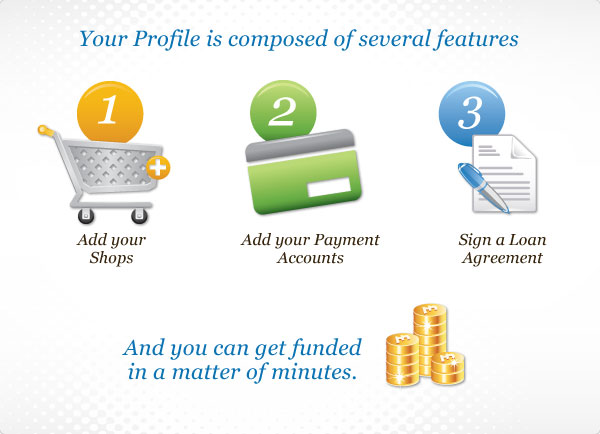 Your Profile is composed of several features
1
2
3
Add your
Shops
Add your Payment
Accounts
Sign a Loan
Agreement
And you can get funded
in a matter of minutes.